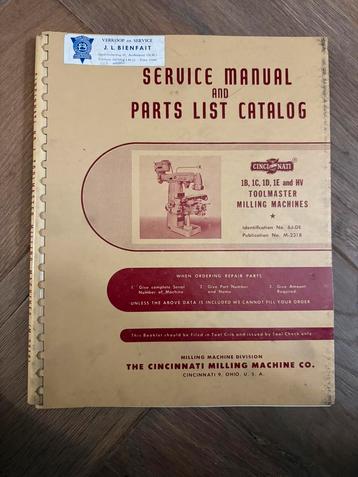 VERKOOP EN SERVICE
J. L. BIENFAIT
SERVICE MANUAL
AND
PARTS LIST CATALOG
CINCINNATI
1B, 1C, 1D, 1E and HV
TOOLMASTER
MILLING MACHINES
Identification No. 6J-DE
Publication No. M-2318
WHEN ORDERING REPAIR PARTS
1. Give complete Serial Number of Machine
2. Give Part Number and Name
3. Give Amount Required.
UNLESS THE ABOVE DATA IS INCLUDED WE CANNOT FILL YOUR ORDER
This Booklet should be filed in Tool Crib and issued by Tool Check only
MILLING MACHINE DIVISION
THE CINCINNATI MILLING MACHINE CO.
CINCINNATI 9, OHIO, U. S. A.